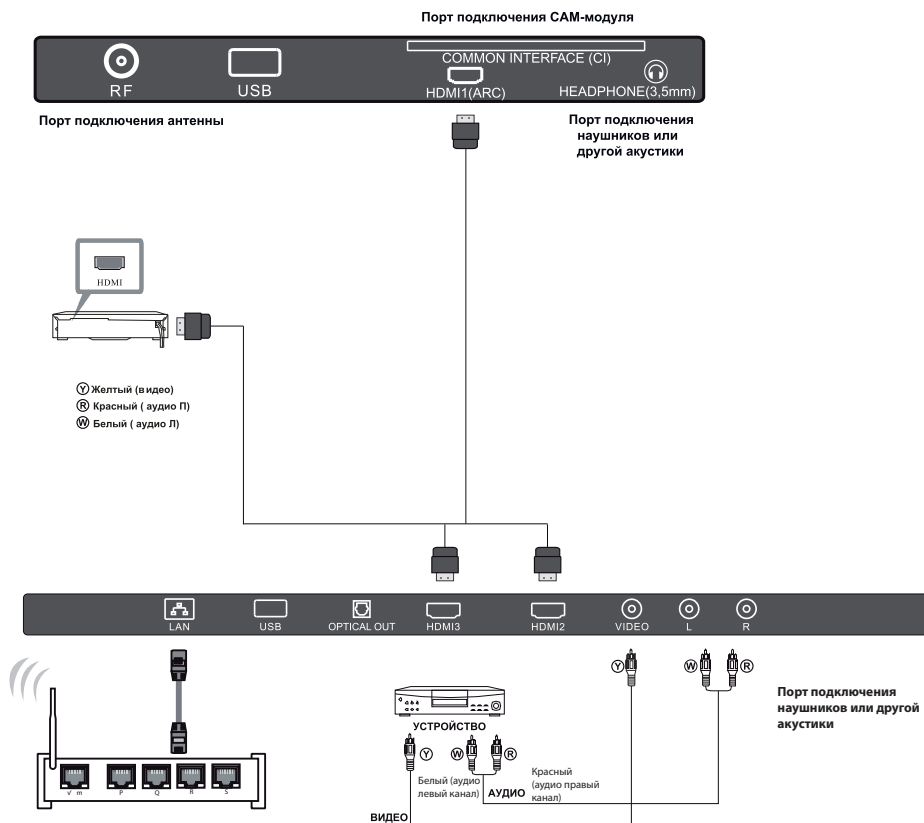 Порт подключения CAM-модуля
COMMON INTERFACE (CI)
RF
USB
HDMI1(ARC)
HEADPHONE(3,5mm)
Порт подключения антенны
Порт подключения
наушников или
другой акустики
HDMI
Y Желтый (видео)
R Красный ( аудио П)
W Белый ( аудио Л)
LAN
USB
OPTICAL OUT
HDMI3
HDMI2
VIDEO
L
R
Y
W
R
Порт подключения
наушников или другой
акустики
УСТРОЙСТВО
Y
W
R
Белый (аудио
левый канал)
АУДИО
Красный
(аудио правый
канал)
ВИДЕО
√ m
P
Q
R
S